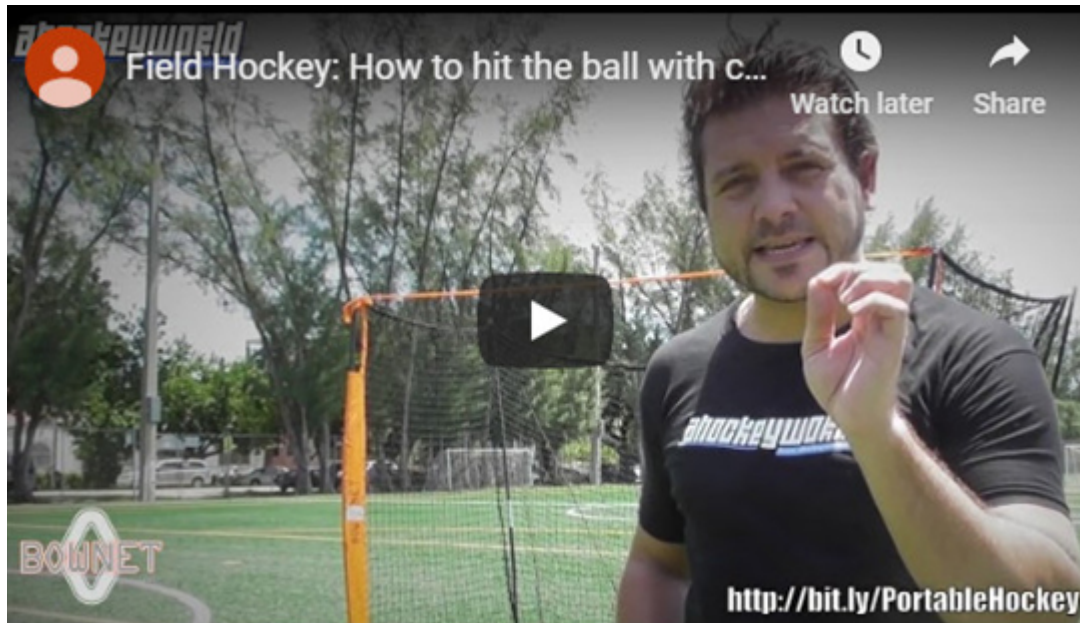 ahockeyworld
Field Hockey: How to hit the ball with c...
Watch later
Share
ahockeyworld
BOWNET
http://bit.ly/PortableHockey